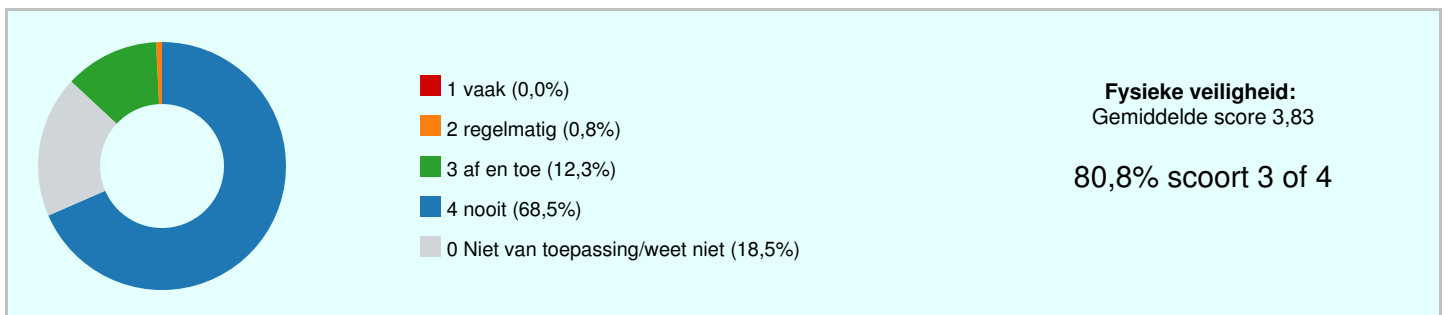 1 vaak (0,0%)
2 regelmatig (0,8%)
3 af en toe (12,3%)
4 nooit (68,5%)
0 Niet van toepassing/weet niet (18,5%)
Fysieke veiligheid:
Gemiddelde score 3,83
80,8% scoort 3 of 4